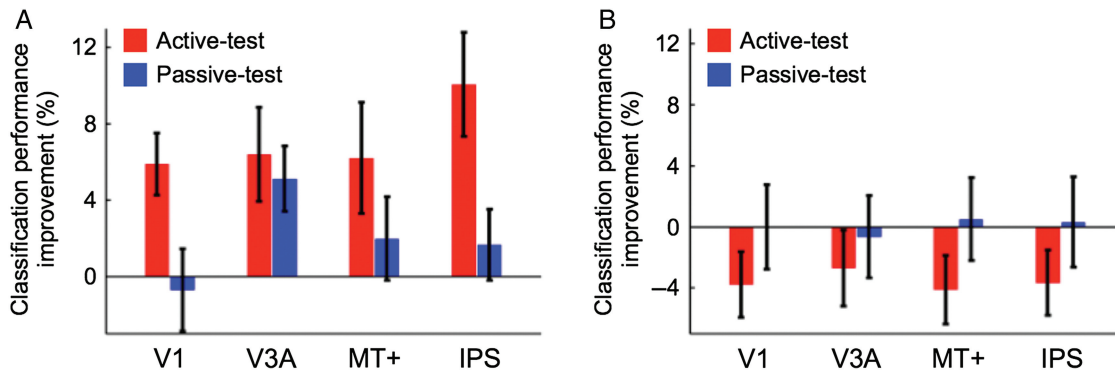 A
Classification performance
improvement (%)
12
8
4
0
Active-test
Passive-test
V1 V3A MT+ IPS
B
Classification performance
improvement (%)
12
8
4
0
–4
Active-test
Passive-test
V1 V3A MT+ IPS